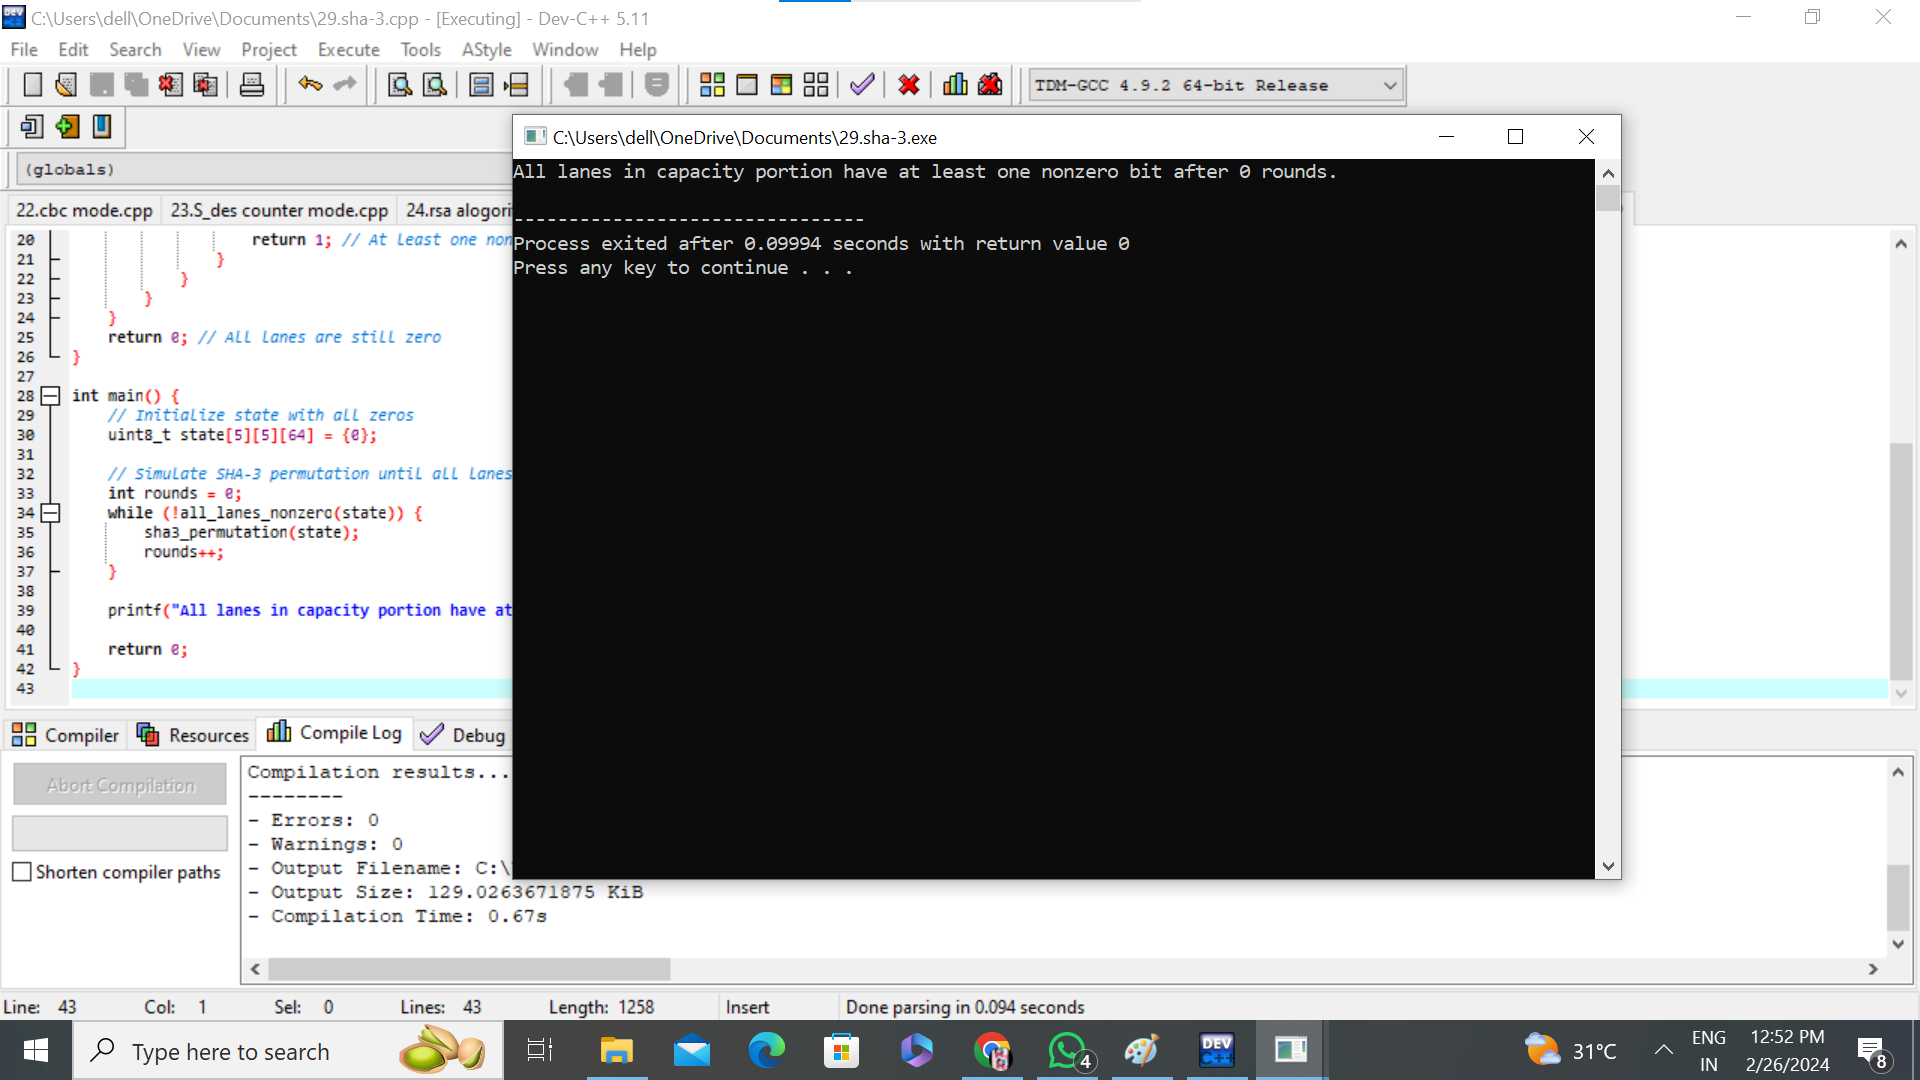 C:\Users\dell\OneDrive\Documents\29.sha-3.cpp - [Executing] - Dev-C++ 5.11
File Edit Search View Project Execute Tools AStyle Window Help
TDM-GCC 4.9.2 64-bit Release
(globals)
22.cbc mode.cpp 23.S_des counter mode.cpp 24.rsa alogori
20 return 1; // At least one non
21 }
22 }
23 }
24 }
25 return 0; // All lanes are still zero
26 }
27
28 int main() {
29 // Initialize state with all zeros
30 uint8_t state[5][5][64] = {0};
31
32 // Simulate SHA-3 permutation until all lanes
33 int rounds = 0;
34 while (!all_lanes_nonzero(state)) {
35 sha3_permutation(state);
36 rounds++;
37 }
38
39 printf("All lanes in capacity portion have at
40
41 return 0;
42 }
43
C:\Users\dell\OneDrive\Documents\29.sha-3.exe
All lanes in capacity portion have at least one nonzero bit after 0 rounds.
--------------------------------
Process exited after 0.09994 seconds with return value 0
Press any key to continue . . .
Compiler Resources Compile Log Debug
Abort Compilation
Shorten compiler paths
Compilation results...
--------
- Errors: 0
- Warnings: 0
- Output Filename: C:\
- Output Size: 129.0263671875 KiB
- Compilation Time: 0.67s
Line: 43 Col: 1 Sel: 0 Lines: 43 Length: 1258 Insert Done parsing in 0.094 seconds
Type here to search
4
DEV
C++
31°C
ENG
IN
12:52 PM
2/26/2024
8